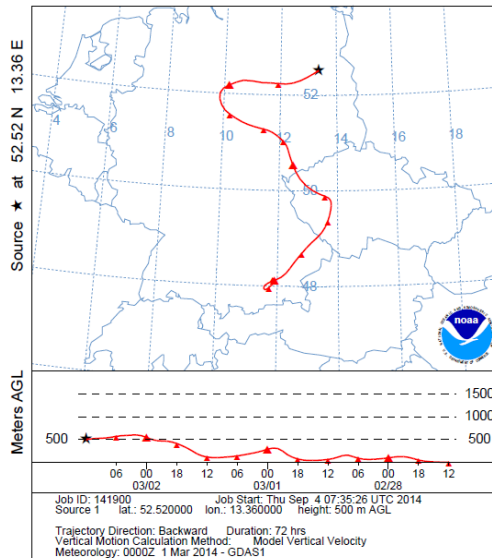 Source ★ at 52.52 N 13.36 E
52
4
6
8
10
12
14
16
18
50
48
noaa
Meters AGL
1500
1000
500
500
06 00 18 12 06 00 18 12 06 00 18 12
03/02 03/01 02/28
Job ID: 141900 Job Start: Thu Sep 4 07:35:26 UTC 2014
Source 1 lat.: 52.520000 lon.: 13.360000 height: 500 m AGL
Trajectory Direction: Backward Duration: 72 hrs
Vertical Motion Calculation Method: Model Vertical Velocity
Meteorology: 0000Z 1 Mar 2014 - GDAS1